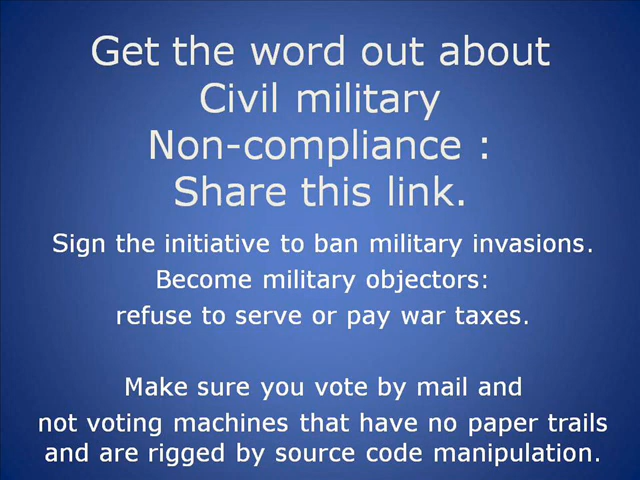 Get the word out about
Civil military
Non-compliance :
Share this link.
Sign the initiative to ban military invasions.
Become military objectors:
refuse to serve or pay war taxes.
Make sure you vote by mail and
not voting machines that have no paper trails
and are rigged by source code manipulation.